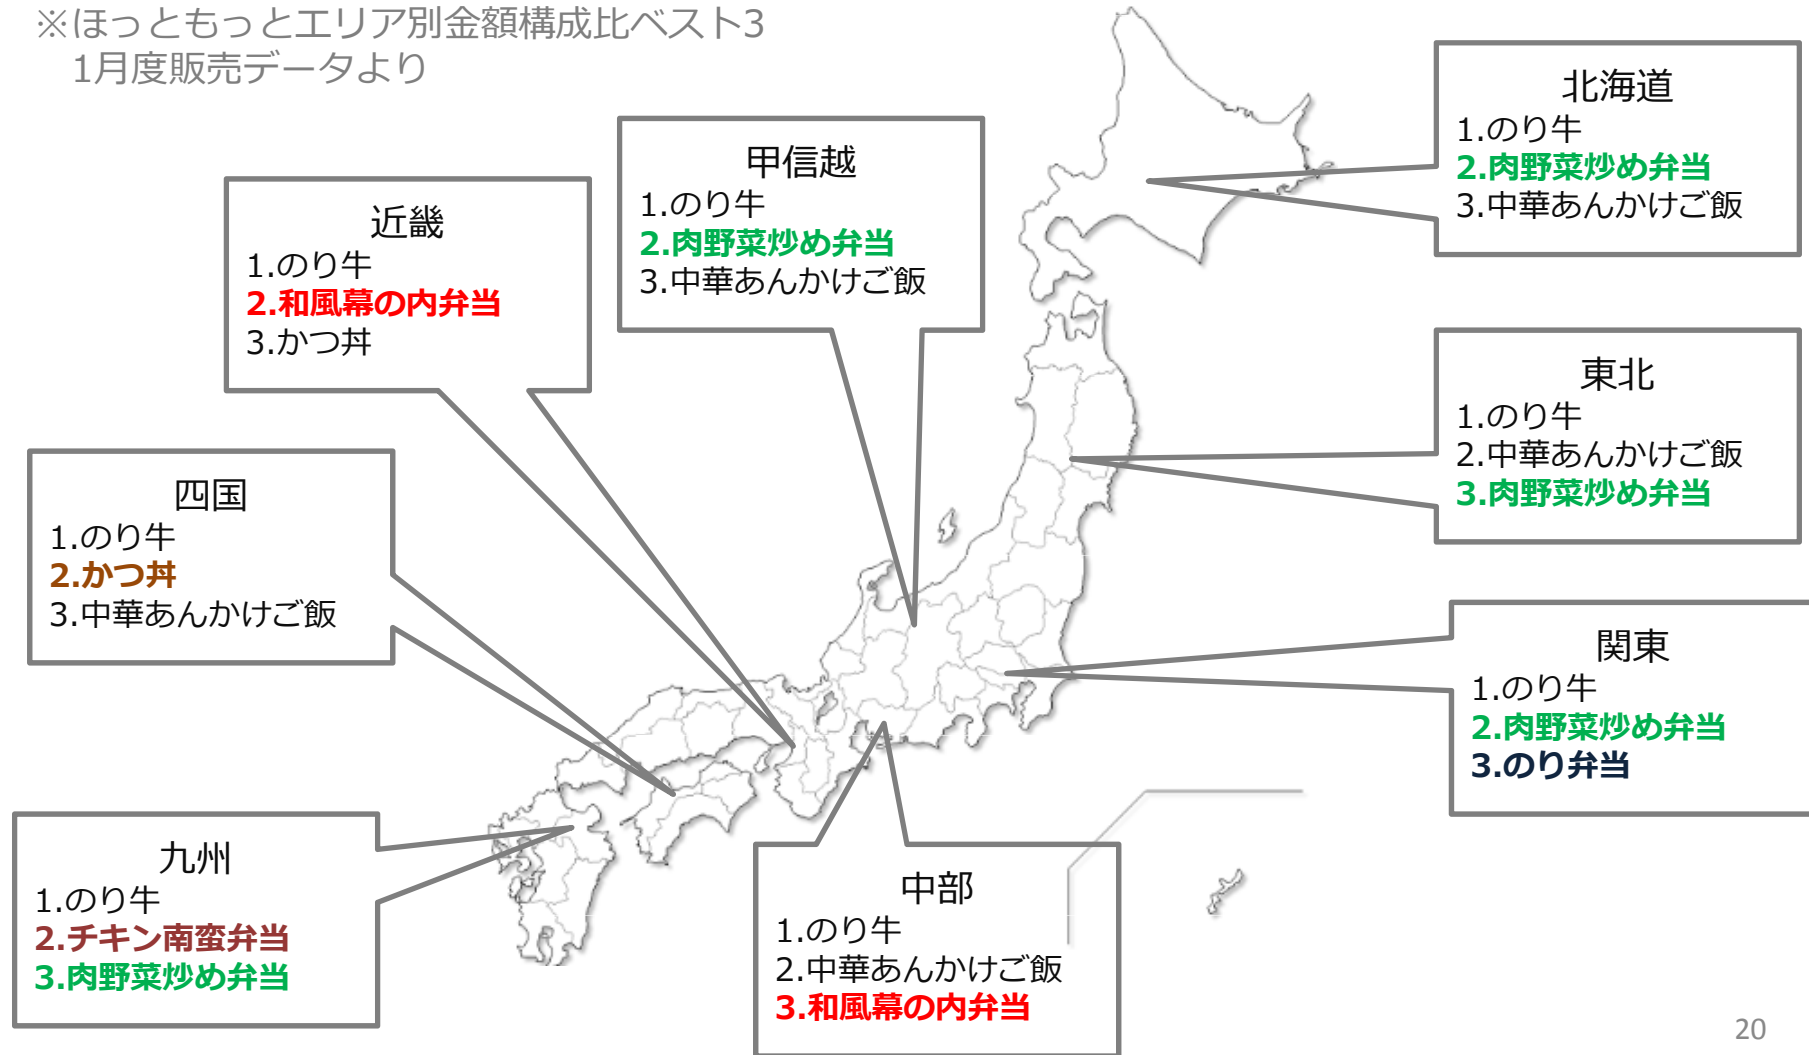 ※ほっともっとエリア別金額構成比ベスト3
1月度販売データより
北海道
1.のり牛
2.肉野菜炒め弁当
3.中華あんかけご飯
甲信越
1.のり牛
2.肉野菜炒め弁当
3.中華あんかけご飯
近畿
1.のり牛
2.和風幕の内弁当
3.かつ丼
東北
1.のり牛
2.中華あんかけご飯
3.肉野菜炒め弁当
四国
1.のり牛
2.かつ丼
3.中華あんかけご飯
関東
1.のり牛
2.肉野菜炒め弁当
3.のり弁当
九州
1.のり牛
2.チキン南蛮弁当
3.肉野菜炒め弁当
中部
1.のり牛
2.中華あんかけご飯
3.和風幕の内弁当
20